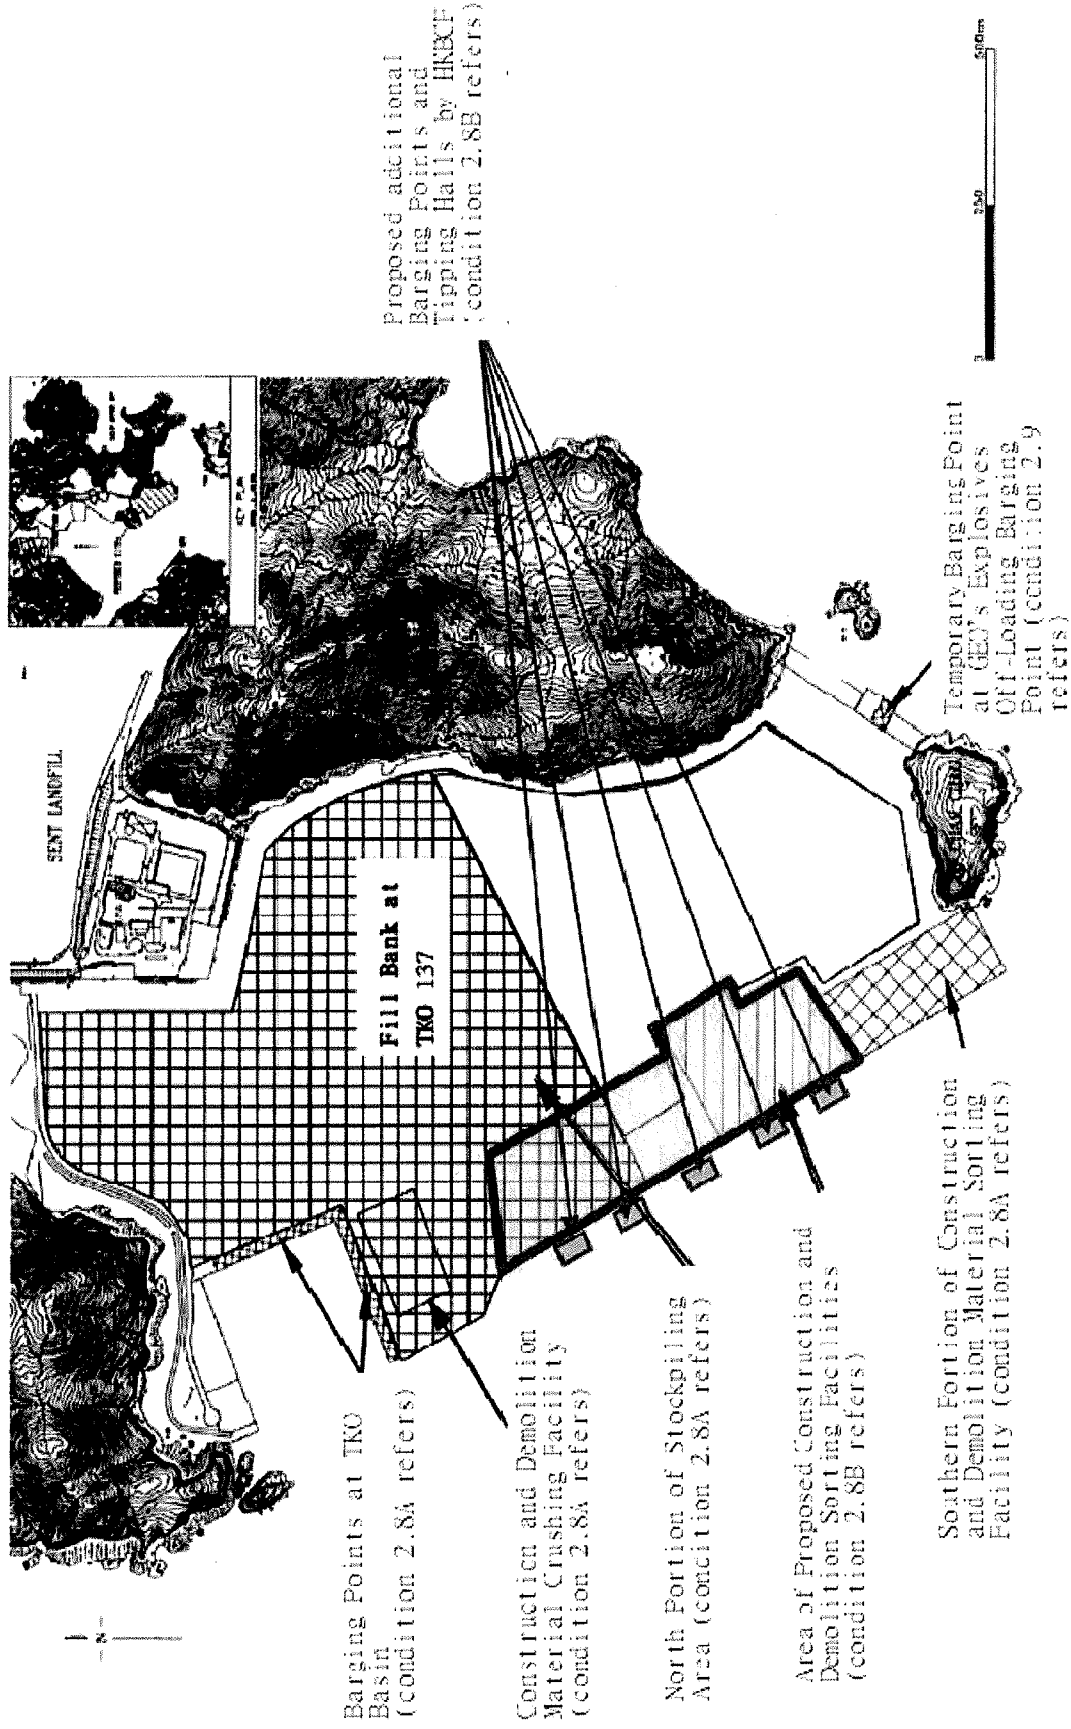 Proposed additional
Barging Points and
Tipping Halls by HKBCF
(condition 2.8B refers)
KEY PLAN
SENT LANDFILL
Fill Bank at
TKO 137
0
250
500m
Temporary Barging Point
at GEO's Explosives
Off-Loading Barging
Point (condition 2.9
refers)
N
Barging Points at TKO
Basin
(condition 2.8A refers)
Construction and Demolition
Material Crushing Facility
(condition 2.8A refers)
North Portion of Stockpiling
Area (condition 2.8A refers)
Area of Proposed Construction and
Demolition Sorting Facilities
(condition 2.8B refers)
Southern Portion of Construction
and Demolition Material Sorting
Facility (condition 2.8A refers)